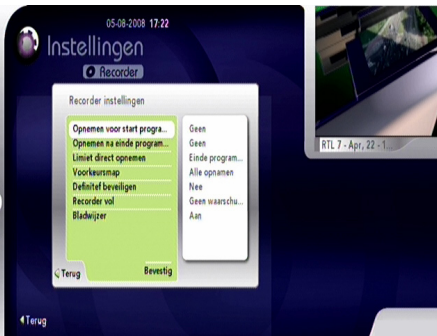 05-08-2008 17:22
Instellingen
Recorder
Recorder instellingen
Opnemen voor start progra... Geen
Opnemen na einde program... Geen
Limiet direct opnemen Einde program...
Voorkeursmap Alle opnamen
Definitef beveiligen Nee
Recorder vol Geen waarschu...
Bladwijzer Aan
Terug Bevestig
RTL 7 - Apr, 22 - 1...
Terug